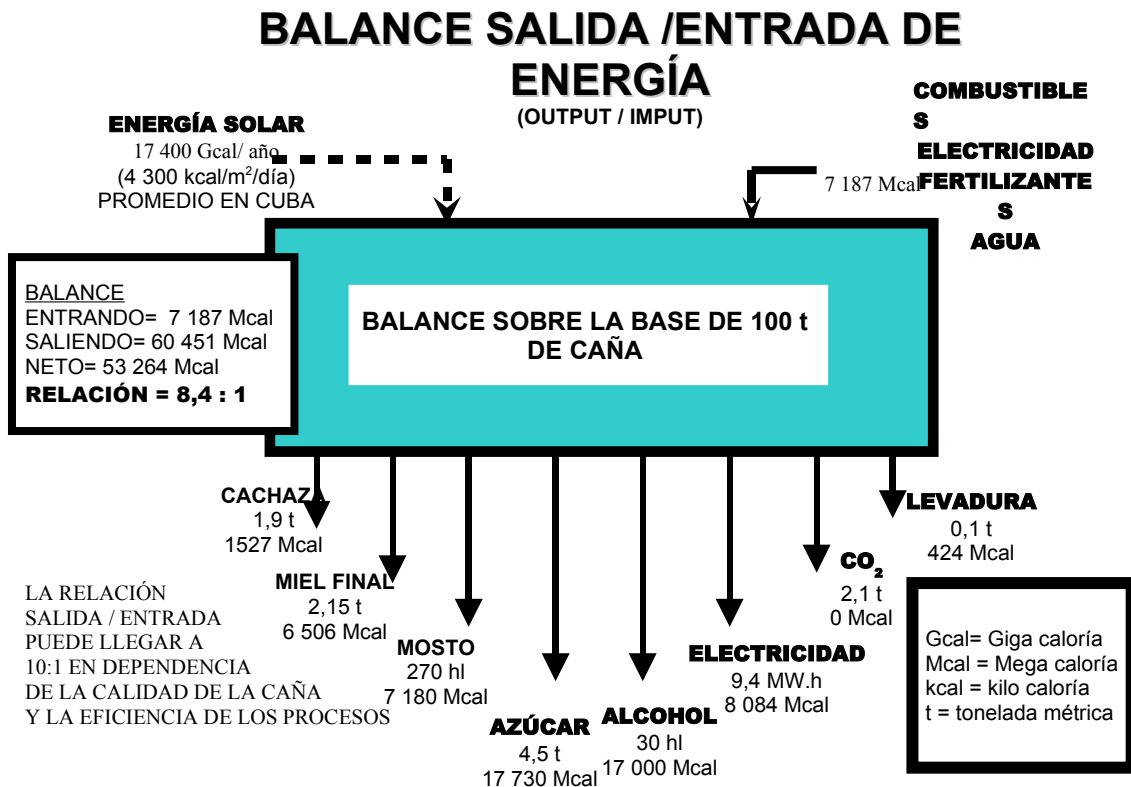 BALANCE SALIDA /ENTRADA DE
ENERGÍA
(OUTPUT / IMPUT)
ENERGÍA SOLAR
17 400 Gcal/ año
(4 300 kcal/m²/día)
PROMEDIO EN CUBA
7 187 Mcal
COMBUSTIBLE
S
ELECTRICIDAD
FERTILIZANTE
S
AGUA
BALANCE
ENTRANDO= 7 187 Mcal
SALIENDO= 60 451 Mcal
NETO= 53 264 Mcal
RELACIÓN = 8,4 : 1
BALANCE SOBRE LA BASE DE 100 t
DE CAÑA
CACHAZA
1,9 t
1527 Mcal
MIEL FINAL
2,15 t
6 506 Mcal
MOSTO
270 hl
7 180 Mcal
AZÚCAR
4,5 t
17 730 Mcal
ALCOHOL
30 hl
17 000 Mcal
ELECTRICIDAD
9,4 MW.h
8 084 Mcal
CO₂
2,1 t
0 Mcal
LEVADURA
0,1 t
424 Mcal
LA RELACIÓN
SALIDA / ENTRADA
PUEDE LLEGAR A
10:1 EN DEPENDENCIA
DE LA CALIDAD DE LA CAÑA
Y LA EFICIENCIA DE LOS PROCESOS
Gcal= Giga caloría
Mcal = Mega caloría
kcal = kilo caloría
t = tonelada métrica